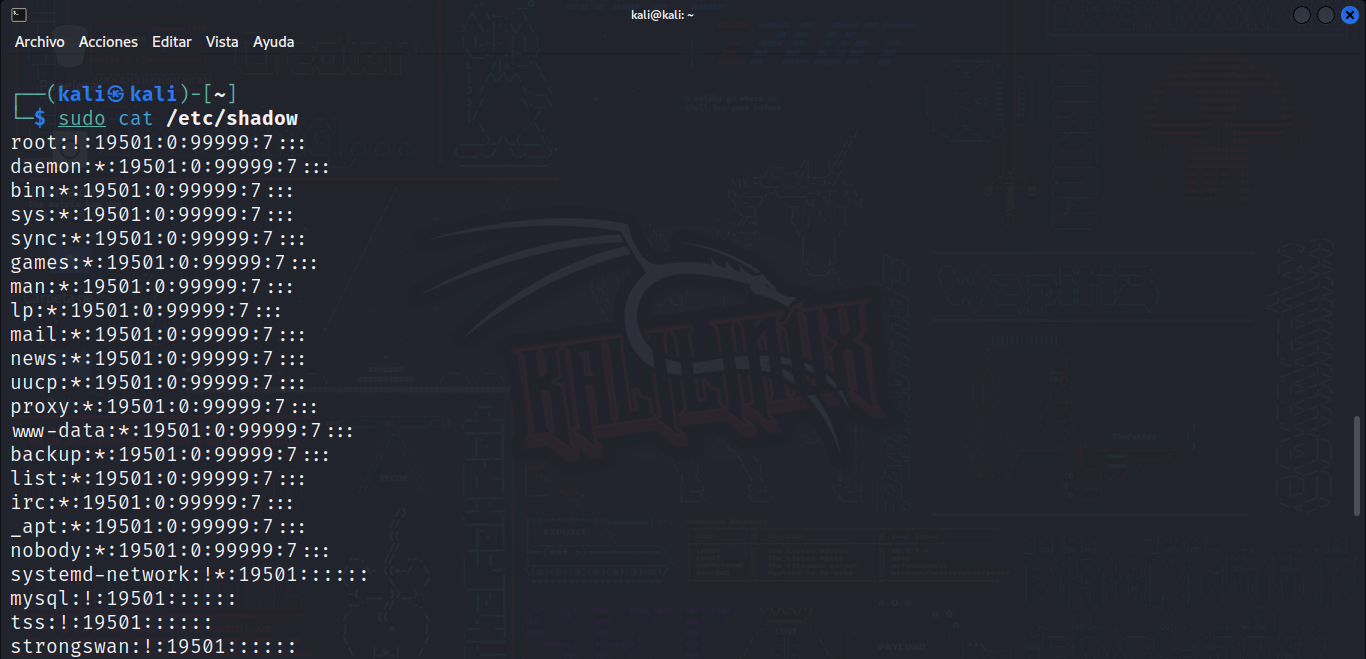 kali@kali: ~
Archivo Acciones Editar Vista Ayuda
┌──(kali㉿kali)-[~]
└─$ sudo cat /etc/shadow
root:!:19501:0:99999:7:::
daemon:*:19501:0:99999:7:::
bin:*:19501:0:99999:7:::
sys:*:19501:0:99999:7:::
sync:*:19501:0:99999:7:::
games:*:19501:0:99999:7:::
man:*:19501:0:99999:7:::
lp:*:19501:0:99999:7:::
mail:*:19501:0:99999:7:::
news:*:19501:0:99999:7:::
uucp:*:19501:0:99999:7:::
proxy:*:19501:0:99999:7:::
www-data:*:19501:0:99999:7:::
backup:*:19501:0:99999:7:::
list:*:19501:0:99999:7:::
irc:*:19501:0:99999:7:::
_apt:*:19501:0:99999:7:::
nobody:*:19501:0:99999:7:::
systemd-network:!*:19501::::::
mysql:!:19501::::::
tss:!:19501::::::
strongswan:!:19501::::::
KALI LINUX